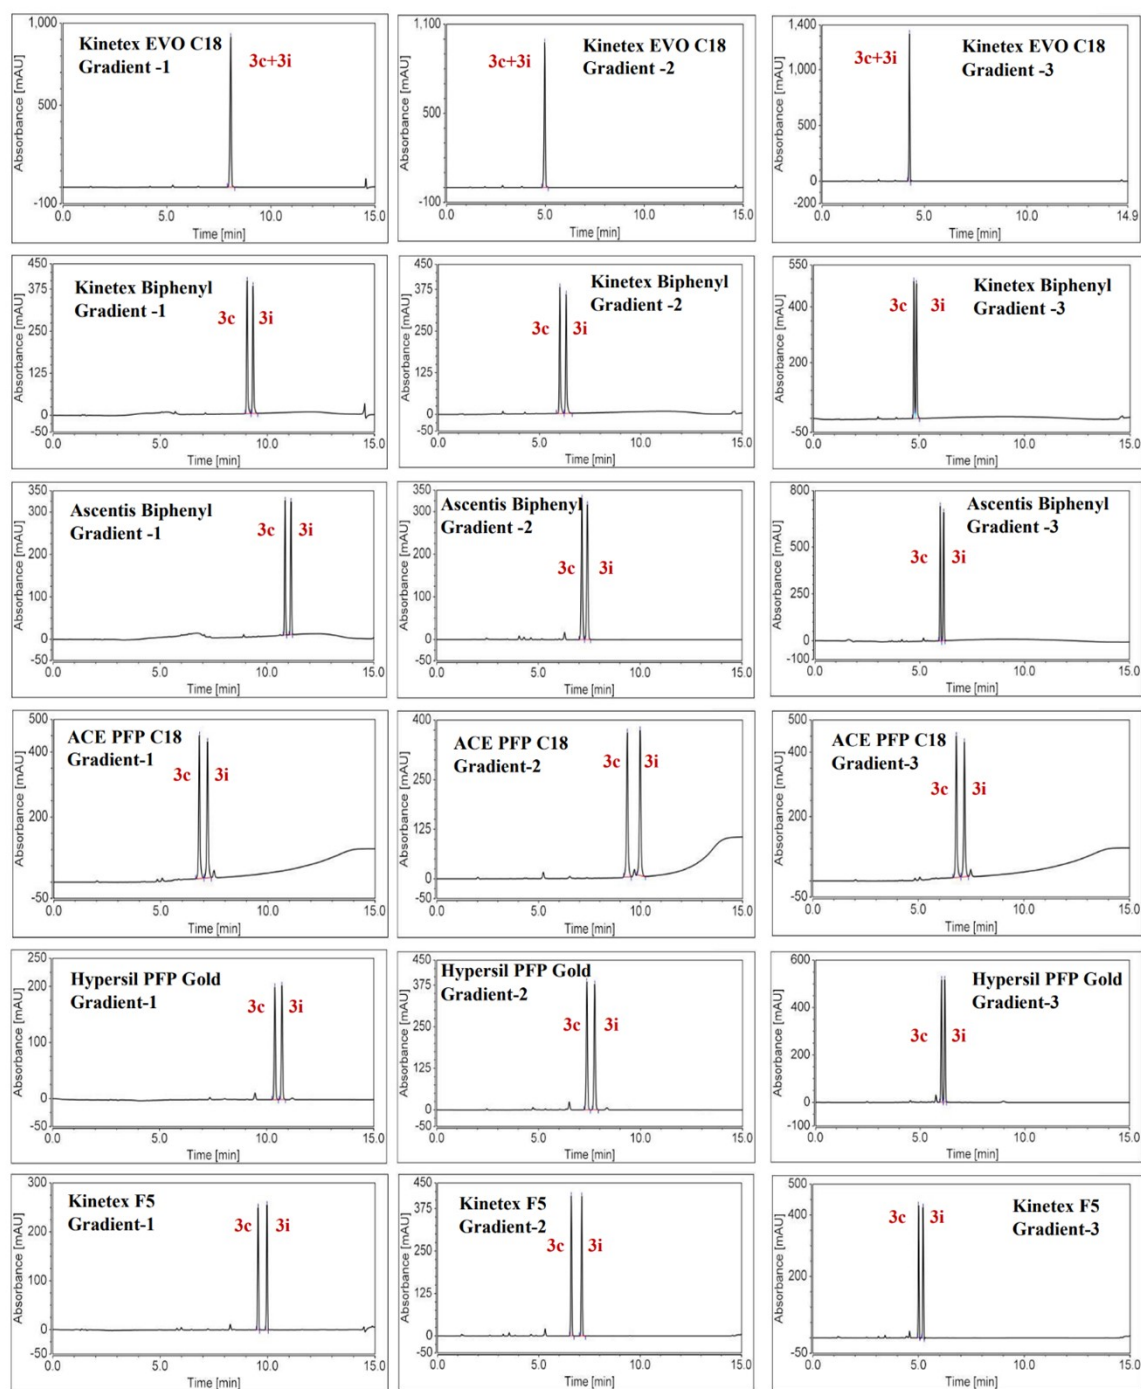 Kinetex EVO C18
Gradient -1
3c+3i
Absorbance [mAU]
1,000
500
-100
0.0 5.0 10.0 15.0
Time [min]
Kinetex EVO C18
Gradient -2
3c+3i
Absorbance [mAU]
1,100
500
-100
0.0 5.0 10.0 15.0
Time [min]
Kinetex EVO C18
Gradient -3
3c+3i
Absorbance [mAU]
1,400
1,000
500
0
-200
0.0 5.0 10.0 14.9
Time [min]
Kinetex Biphenyl
Gradient -1
3c 3i
Absorbance [mAU]
450
375
250
125
0
-50
0.0 5.0 10.0 15.0
Time [min]
Kinetex Biphenyl
Gradient -2
3c 3i
Absorbance [mAU]
450
375
250
125
0
-50
0.0 5.0 10.0 15.0
Time [min]
Kinetex Biphenyl
Gradient -3
3c 3i
Absorbance [mAU]
550
400
200
0
-50
0.0 5.0 10.0 15.0
Time [min]
Ascentis Biphenyl
Gradient -1
3c 3i
Absorbance [mAU]
350
300
200
100
0
-50
0.0 5.0 10.0 15.0
Time [min]
Ascentis Biphenyl
Gradient -2
3c 3i
Absorbance [mAU]
350
300
200
100
0
-50
0.0 5.0 10.0 15.0
Time [min]
Ascentis Biphenyl
Gradient -3
3c 3i
Absorbance [mAU]
800
500
250
0
-100
0.0 5.0 10.0 15.0
Time [min]
ACE PFP C18
Gradient-1
3c 3i
Absorbance [mAU]
500
400
200
0
-50
0.0 5.0 10.0 15.0
Time [min]
ACE PFP C18
Gradient-2
3c 3i
Absorbance [mAU]
400
250
125
0
-50
0.0 5.0 10.0 15.0
Time [min]
ACE PFP C18
Gradient-3
3c 3i
Absorbance [mAU]
500
400
200
0
-50
0.0 5.0 10.0 15.0
Time [min]
Hypersil PFP Gold
Gradient-1
3c 3i
Absorbance [mAU]
250
200
100
0
-50
0.0 5.0 10.0 15.0
Time [min]
Hypersil PFP Gold
Gradient-2
3c 3i
Absorbance [mAU]
450
375
250
125
0
-50
0.0 5.0 10.0 15.0
Time [min]
Hypersil PFP Gold
Gradient-3
3c 3i
Absorbance [mAU]
600
400
200
0
-100
0.0 5.0 10.0 15.0
Time [min]
Kinetex F5
Gradient-1
3c 3i
Absorbance [mAU]
300
200
100
0
-50
0.0 5.0 10.0 15.0
Time [min]
Kinetex F5
Gradient-2
3c 3i
Absorbance [mAU]
450
375
250
125
0
-50
0.0 5.0 10.0 15.0
Time [min]
Kinetex F5
Gradient-3
3c 3i
Absorbance [mAU]
500
400
200
0
-50
0.0 5.0 10.0 15.0
Time [min]